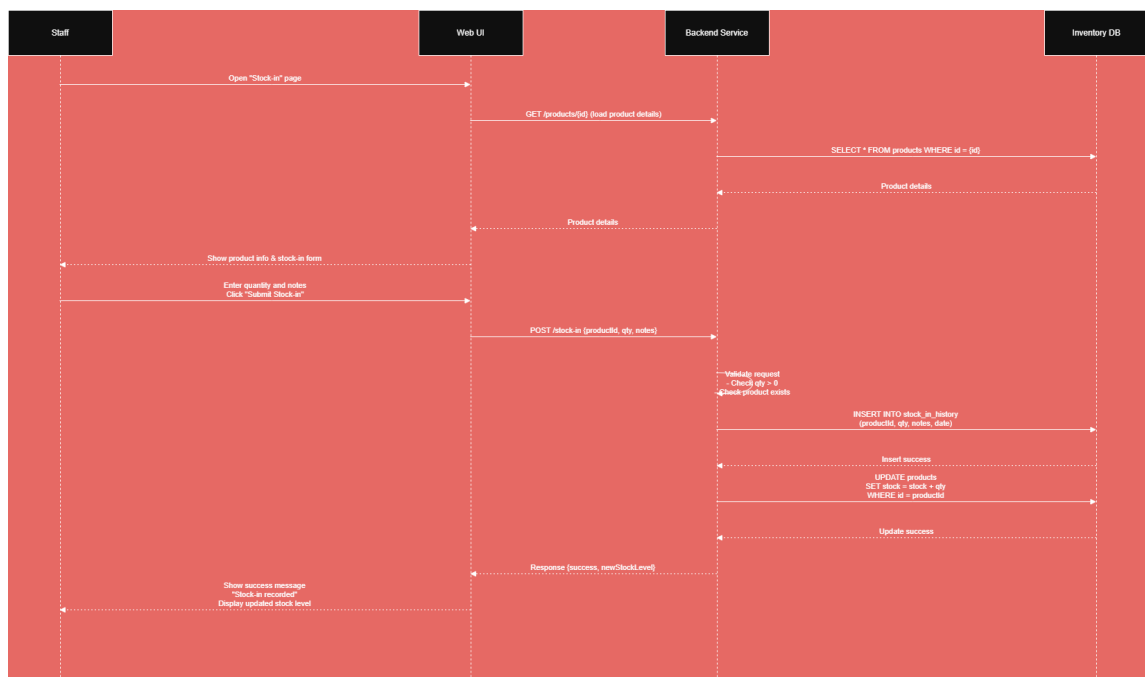 Staff
Web UI
Backend Service
Inventory DB
Open "Stock-in" page
GET /products/{id} (load product details)
SELECT * FROM products WHERE id = {id}
Product details
Product details
Show product info & stock-in form
Enter quantity and notes
Click "Submit Stock-in"
POST /stock-in {productId, qty, notes}
Validate request
- Check qty > 0
Check product exists
INSERT INTO stock_in_history
(productId, qty, notes, date)
Insert success
UPDATE products
SET stock = stock + qty
WHERE id = productId
Update success
Response {success, newStockLevel}
Show success message
"Stock-in recorded"
Display updated stock level